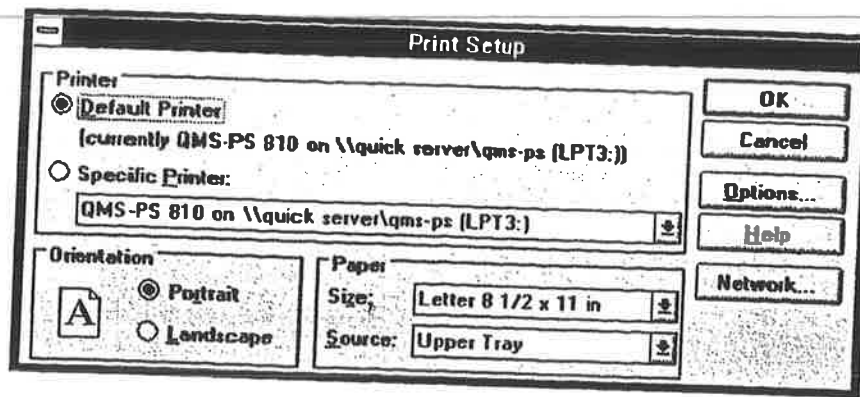 Print Setup
Printer
Default Printer
(currently QMS-PS 810 on \\quick server\qms-ps (LPT3:))
Specific Printer:
QMS-PS 810 on \\quick server\qms-ps (LPT3:)
OK
Cancel
Options...
Help
Network...
Orientation
A
Portrait
Landscape
Paper
Size:
Letter 8 1/2 x 11 in
Source:
Upper Tray